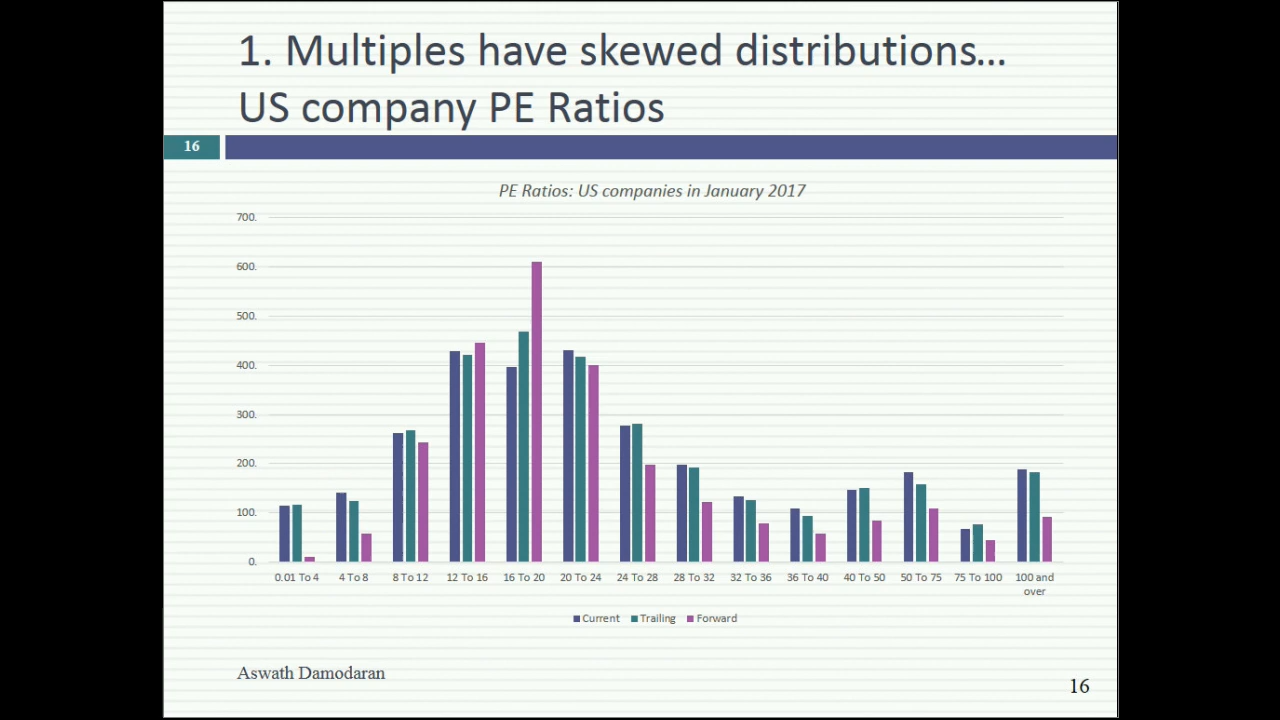 1. Multiples have skewed distributions…
US company PE Ratios
16
PE Ratios: US companies in January 2017
700.
600.
500.
400.
300.
200.
100.
0.
0.01 To 4 4 To 8 8 To 12 12 To 16 16 To 20 20 To 24 24 To 28 28 To 32 32 To 36 36 To 40 40 To 50 50 To 75 75 To 100 100 and
over
Current Trailing Forward
Aswath Damodaran
16